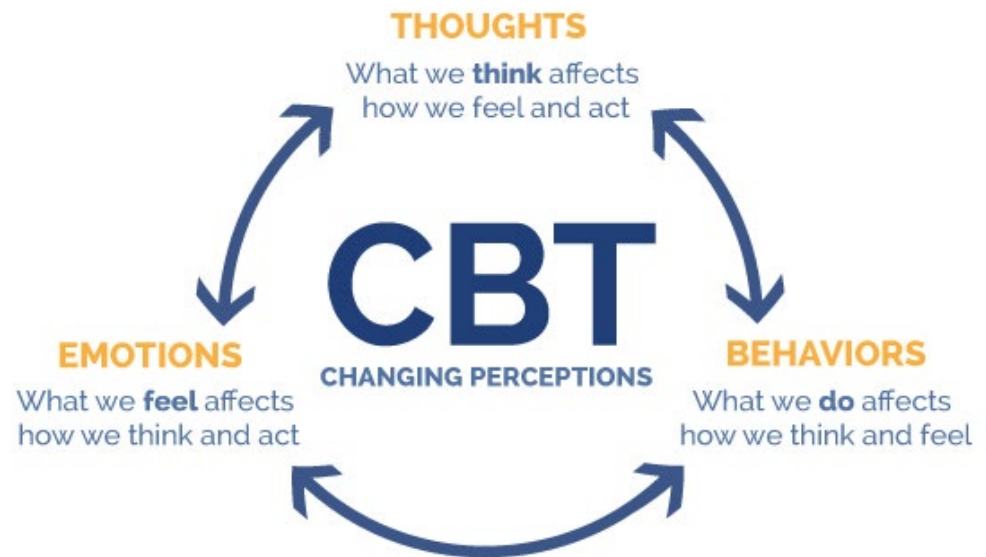 THOUGHTS
What we think affects
how we feel and act
CBT
CHANGING PERCEPTIONS
EMOTIONS
What we feel affects
how we think and act
BEHAVIORS
What we do affects
how we think and feel